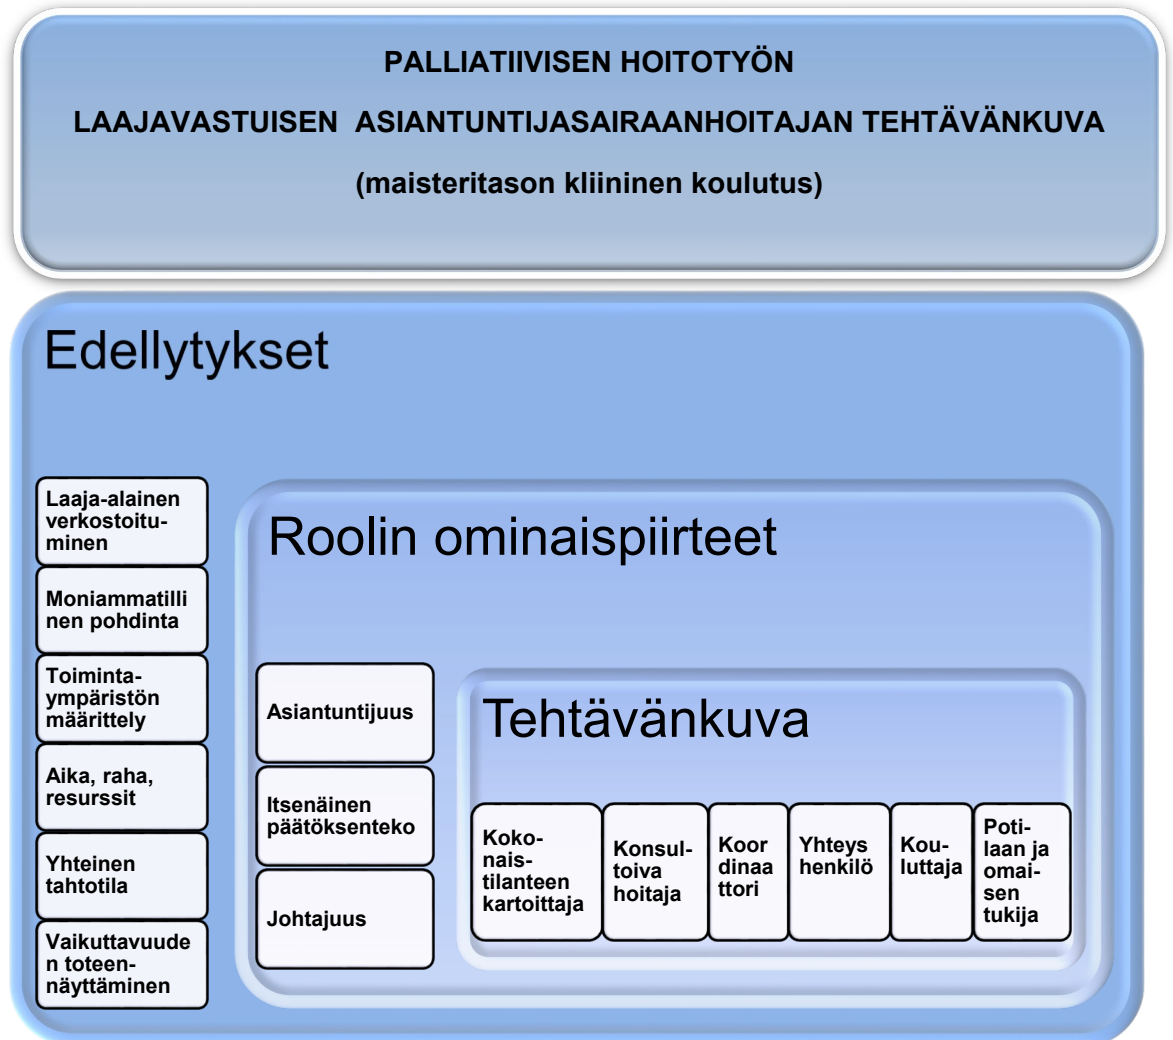 PALLIATIIVISEN HOITOTYÖN
LAAJAVASTUISEN ASIANTUNTIJASAIRAANHOITAJAN TEHTÄVÄNKUVA
(maisteritason kliininen koulutus)
Edellytykset
Laaja-alainen
verkostoitu-
minen
Moniammatilli
nen pohdinta
Toiminta-
ympäristön
määrittely
Aika, raha,
resurssit
Yhteinen
tahtotila
Vaikuttavuude
n toteen-
näyttäminen
Roolin ominaispiirteet
Asiantuntijuus
Itsenäinen
päätöksenteko
Johtajuus
Tehtävänkuva
Koko-
nais-
tilanteen
kartoittaja
Konsul-
toiva
hoitaja
Koor
dinaa
ttori
Yhteys
henkilö
Kou-
luttaja
Poti-
laan ja
omai-
sen
tukija